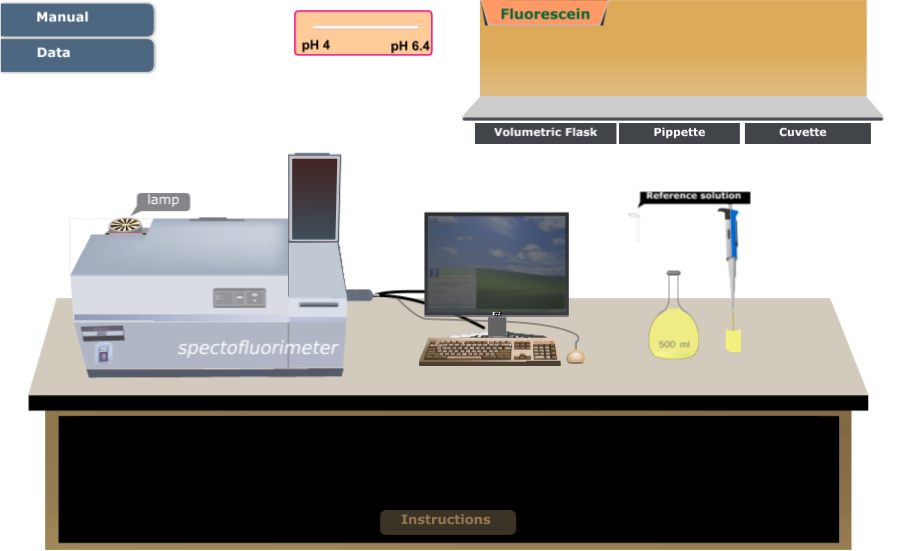 Manual
Data
pH 4
pH 6.4
Fluorescein
Volumetric Flask
Pippette
Cuvette
lamp
Reference solution
spectofluorimeter
500 ml
Instructions